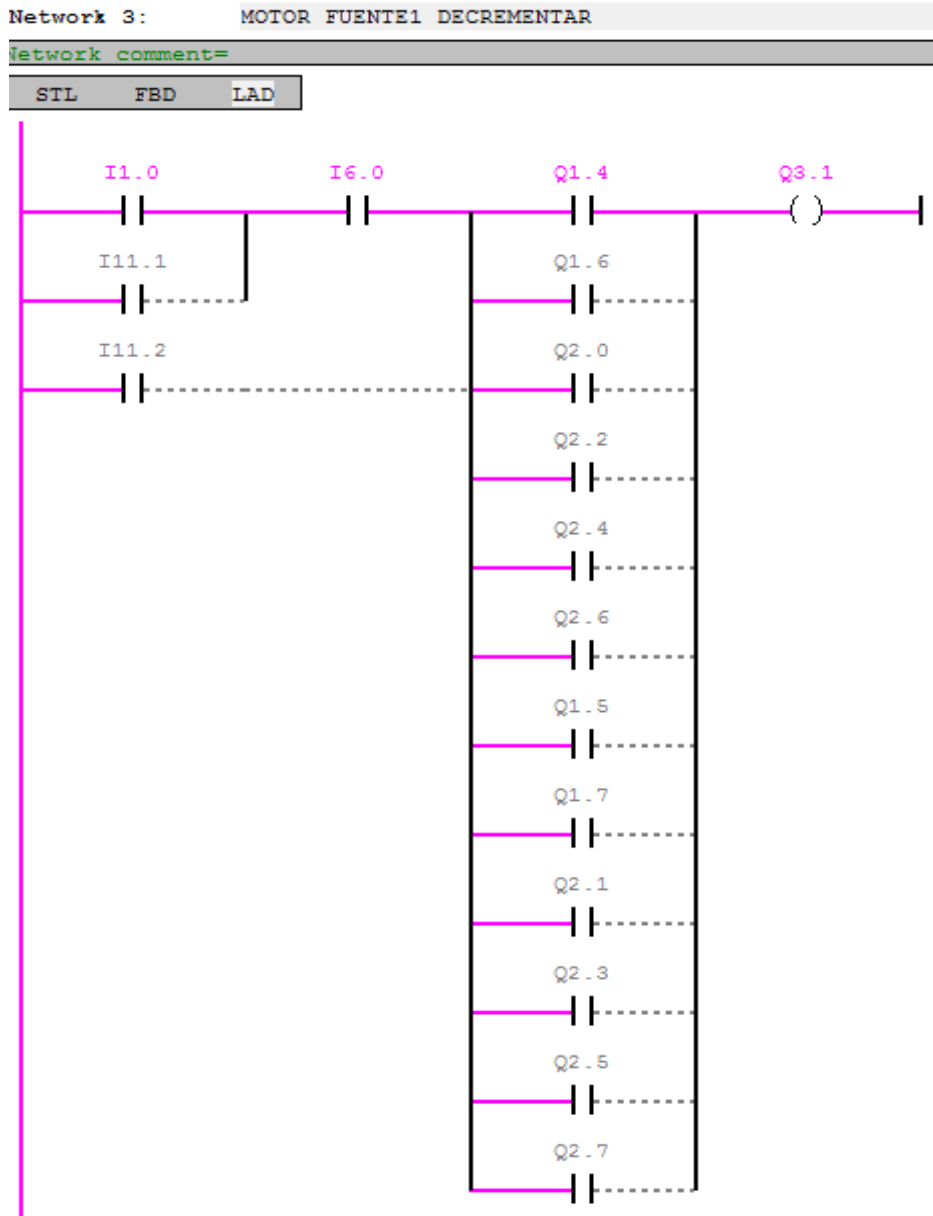 Network 3: MOTOR FUENTE1 DECREMENTAR
Network comment=
STL FBD LAD
I1.0 I6.0 Q1.4 Q3.1
I11.1 Q1.6
I11.2 Q2.0
Q2.2
Q2.4
Q2.6
Q1.5
Q1.7
Q2.1
Q2.3
Q2.5
Q2.7